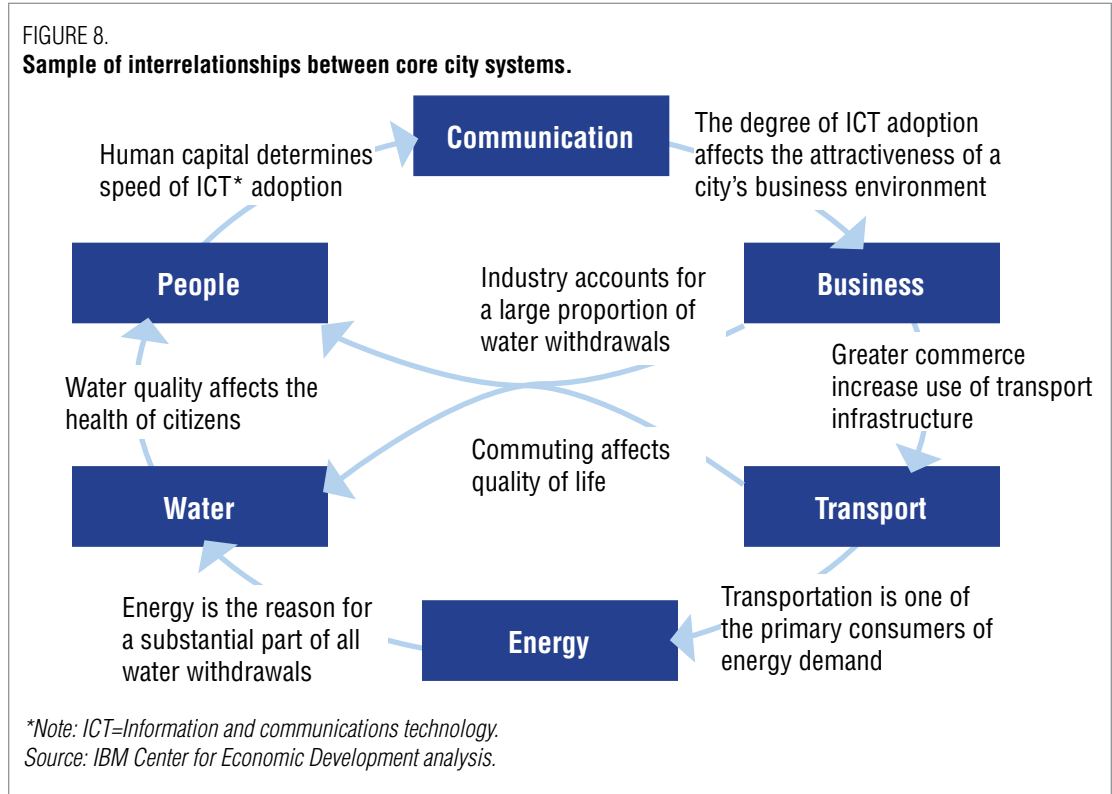 FIGURE 8.
Sample of interrelationships between core city systems.
Communication
Human capital determines
speed of ICT* adoption
The degree of ICT adoption
affects the attractiveness of a
city's business environment
People
Industry accounts for
a large proportion of
water withdrawals
Business
Water quality affects the
health of citizens
Greater commerce
increase use of transport
infrastructure
Commuting affects
quality of life
Water
Transport
Energy is the reason for
a substantial part of all
water withdrawals
Energy
Transportation is one of
the primary consumers of
energy demand
*Note: ICT=Information and communications technology.
Source: IBM Center for Economic Development analysis.